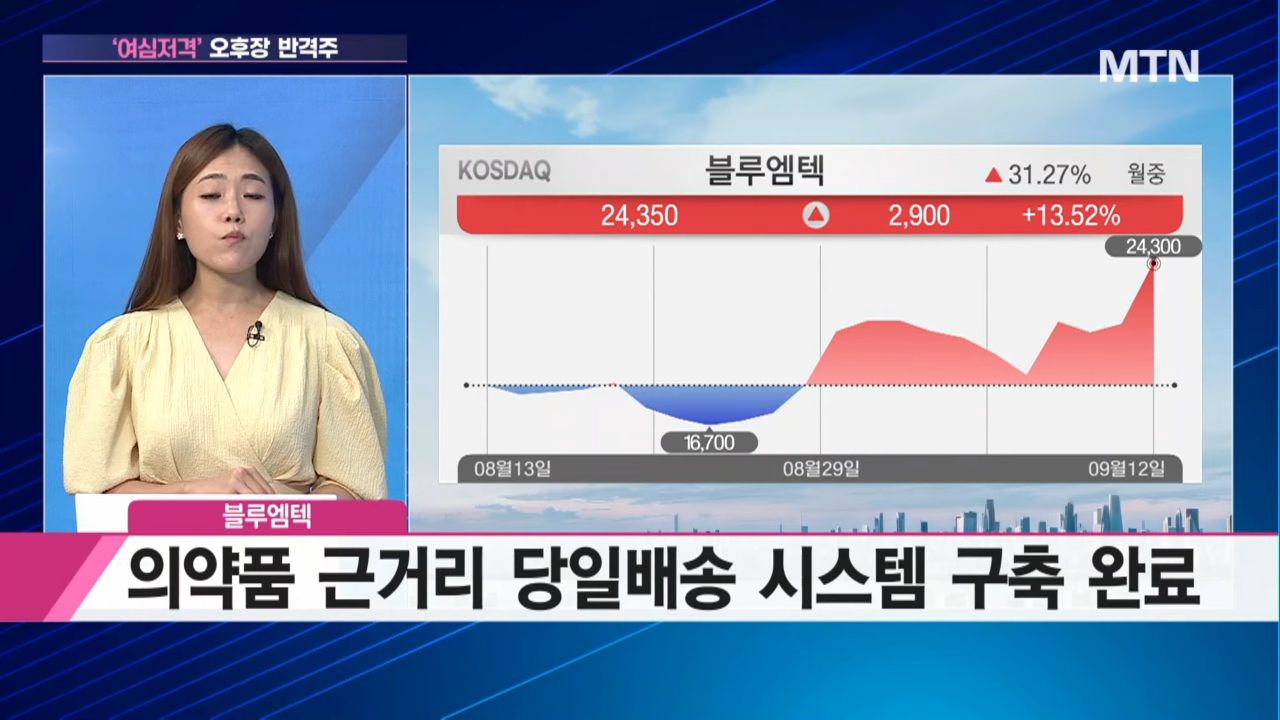 '여심저격' 오후장 반격주
MTN
KOSDAQ 블루엠텍 ▲ 31.27% 월중
24,350 ▲ 2,900 +13.52%
24,300
16,700
08월13일 08월29일 09월12일
블루엠텍
의약품 근거리 당일배송 시스템 구축 완료